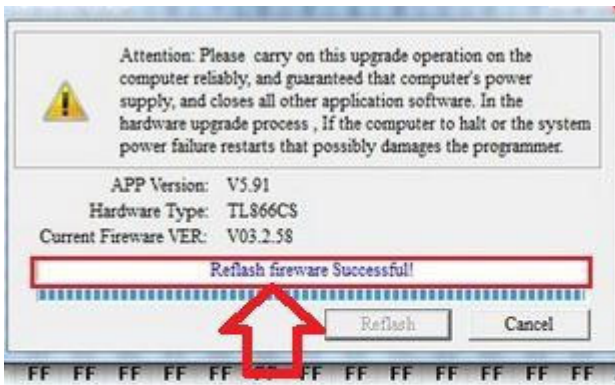 Attention: Please carry on this upgrade operation on the
computer reliably, and guaranteed that computer's power
supply, and closes all other application software. In the
hardware upgrade process , If the computer to halt or the system
power failure restarts that possibly damages the programmer.
APP Version: V5.91
Hardware Type: TL866CS
Current Fireware VER: V03.2.58
Reflash fireware Successful!
Reflash Cancel
FF FF FF FF FF FF FF FF FF FF FF FF FF